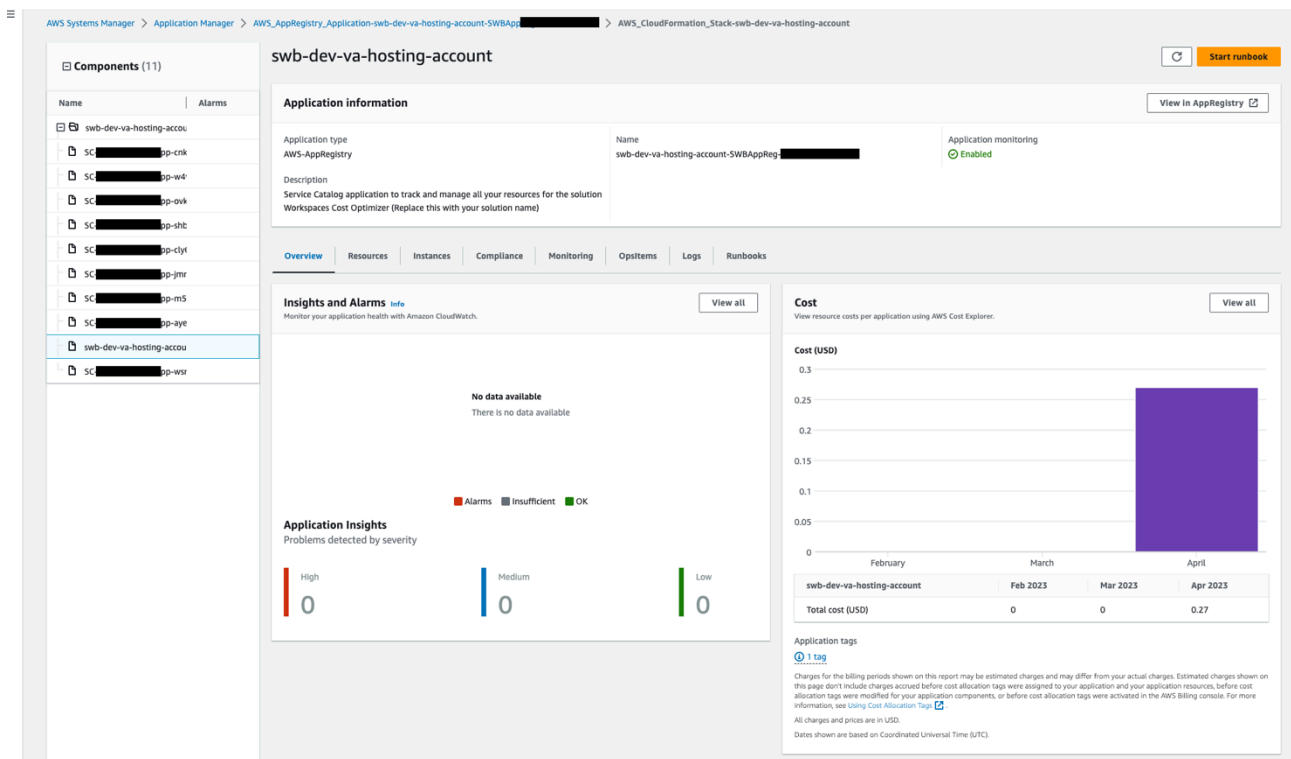 AWS Systems Manager > Application Manager > AWS_AppRegistry_Application-swb-dev-va-hosting-account-SWBApp > AWS_CloudFormation_Stack-swb-dev-va-hosting-account
Components (11)
Name Alarms
swb-dev-va-hosting-accou
SC- pp-cnk
SC- pp-w4
SC- pp-ovk
SC- pp-shb
SC- pp-cly
SC- pp-jmr
SC- pp-m5
SC- pp-aye
swb-dev-va-hosting-accou
SC- pp-wsr
swb-dev-va-hosting-account
Start runbook
Application information
View in AppRegistry
Application type
AWS-AppRegistry
Name
swb-dev-va-hosting-account-SWBAppReg-
Application monitoring
Enabled
Description
Service Catalog application to track and manage all your resources for the solution
Workspaces Cost Optimizer (Replace this with your solution name)
Overview Resources Instances Compliance Monitoring OpsItems Logs Runbooks
Insights and Alarms Info
View all
Monitor your application health with Amazon CloudWatch.
No data available
There is no data available
Alarms Insufficient OK
Application Insights
Problems detected by severity
High Medium Low
0 0 0
Cost
View all
View resource costs per application using AWS Cost Explorer.
Cost (USD)
0.3
0.25
0.2
0.15
0.1
0.05
0
February March April
swb-dev-va-hosting-account Feb 2023 Mar 2023 Apr 2023
Total cost (USD) 0 0 0.27
Application tags
1 tag
Charges for the billing periods shown on this report may be estimated charges and may differ from your actual charges. Estimated charges shown on
this page don't include charges accrued before cost allocation tags were assigned to your application and your application resources, before cost
allocation tags were modified for your application components, or before cost allocation tags were activated in the AWS Billing console. For more
information, see Using Cost Allocation Tags .
All charges and prices are in USD.
Dates shown are based on Coordinated Universal Time (UTC).